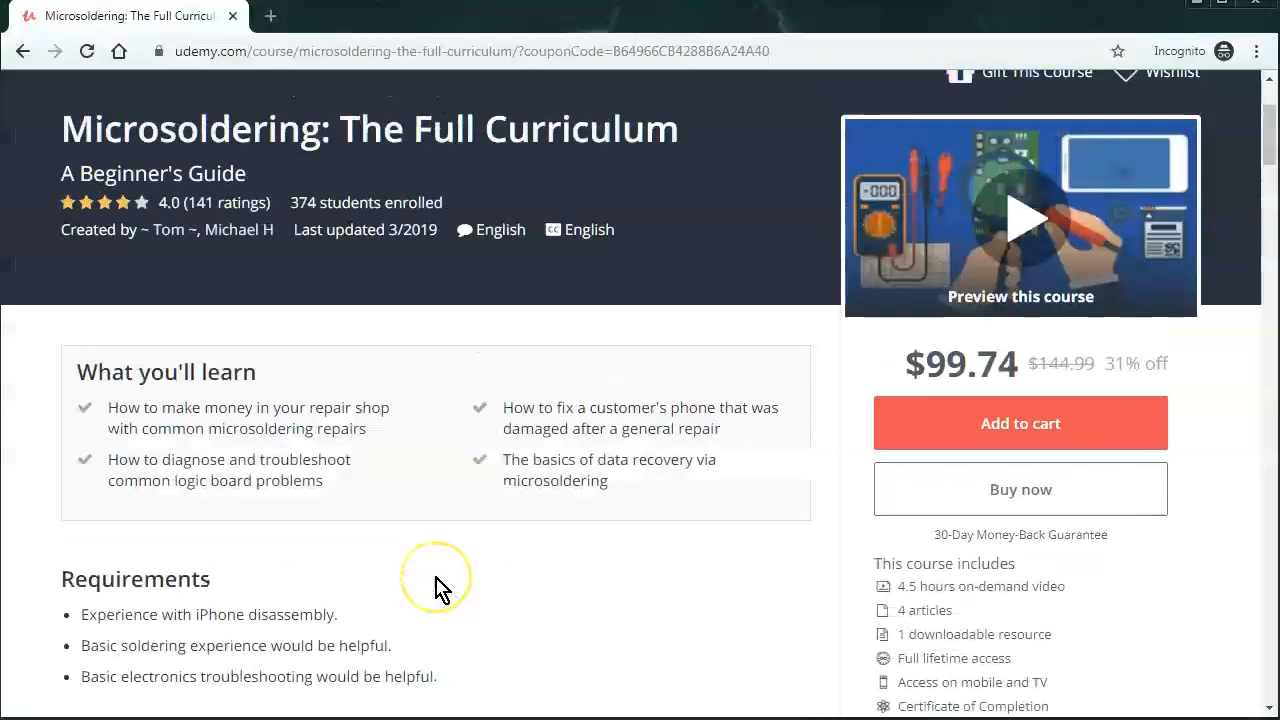 Microsoldering: The Full Curricul
udemy.com/course/microsoldering-the-full-curriculum/?couponCode=B64966CB4288B6A24A40
Incognito
Gift This Course
Wishlist
Microsoldering: The Full Curriculum
A Beginner's Guide
4.0 (141 ratings) 374 students enrolled
Created by ~ Tom ~, Michael H Last updated 3/2019 English CC English
-000
Preview this course
What you'll learn
How to make money in your repair shop
with common microsoldering repairs
How to diagnose and troubleshoot
common logic board problems
How to fix a customer's phone that was
damaged after a general repair
The basics of data recovery via
microsoldering
Requirements
Experience with iPhone disassembly.
Basic soldering experience would be helpful.
Basic electronics troubleshooting would be helpful.
$99.74 $144.99 31% off
Add to cart
Buy now
30-Day Money-Back Guarantee
This course includes
4.5 hours on-demand video
4 articles
1 downloadable resource
Full lifetime access
Access on mobile and TV
Certificate of Completion